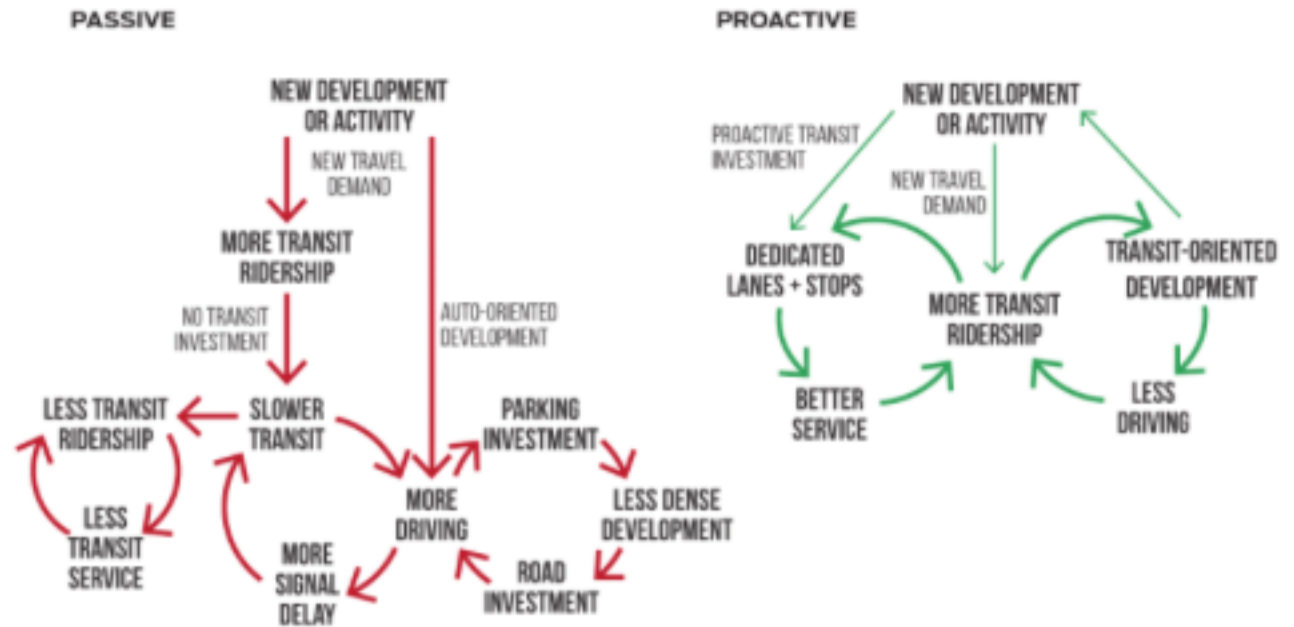 PASSIVE
NEW DEVELOPMENT
OR ACTIVITY
NEW TRAVEL
DEMAND
MORE TRANSIT
RIDERSHIP
NO TRANSIT
INVESTMENT
AUTO-ORIENTED
DEVELOPMENT
LESS TRANSIT
RIDERSHIP
SLOWER
TRANSIT
PARKING
INVESTMENT
MORE
DRIVING
LESS DENSE
DEVELOPMENT
LESS
TRANSIT
SERVICE
MORE
SIGNAL
DELAY
ROAD
INVESTMENT
PROACTIVE
NEW DEVELOPMENT
OR ACTIVITY
PROACTIVE TRANSIT
INVESTMENT
NEW TRAVEL
DEMAND
DEDICATED
LANES + STOPS
MORE TRANSIT
RIDERSHIP
TRANSIT-ORIENTED
DEVELOPMENT
BETTER
SERVICE
LESS
DRIVING